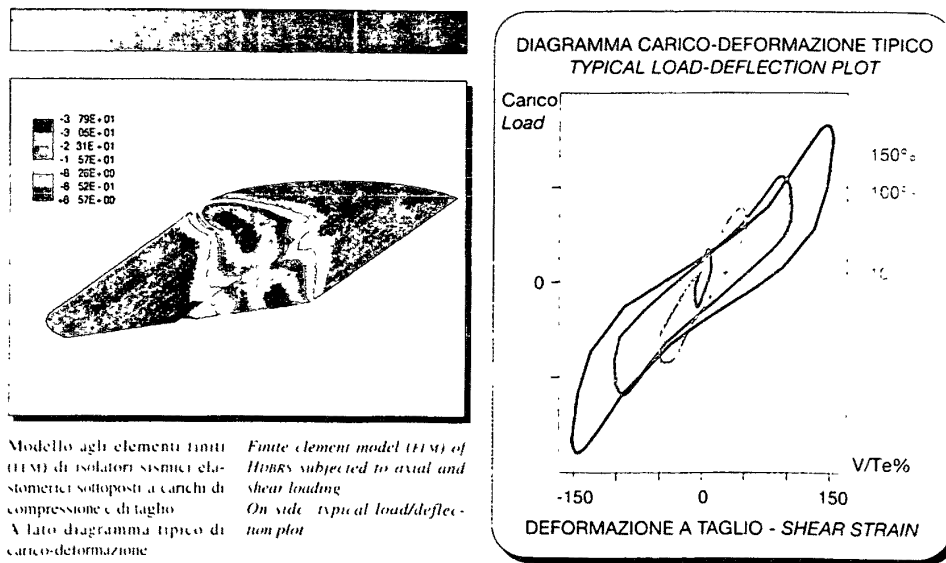 -3 79E+01
-3 05E+01
-2 31E+01
-1 57E+01
-8 26E+00
-6 52E-01
+6 57E+00
Modello agli elementi finiti
(FEM) di isolatori sismici ela-
stomerici sottoposti a carichi di
compressione e di taglio
A lato diagramma tipico di
carico-deformazione
Finite element model (FEM) of
HDBRS subjected to axial and
shear loading
On side typical load/deflec-
tion plot
DIAGRAMMA CARICO-DEFORMAZIONE TIPICO
TYPICAL LOAD-DEFLECTION PLOT
Carico
Load
150%
100%
10
0
V/Te%
-150 0 150
DEFORMAZIONE A TAGLIO - SHEAR STRAIN